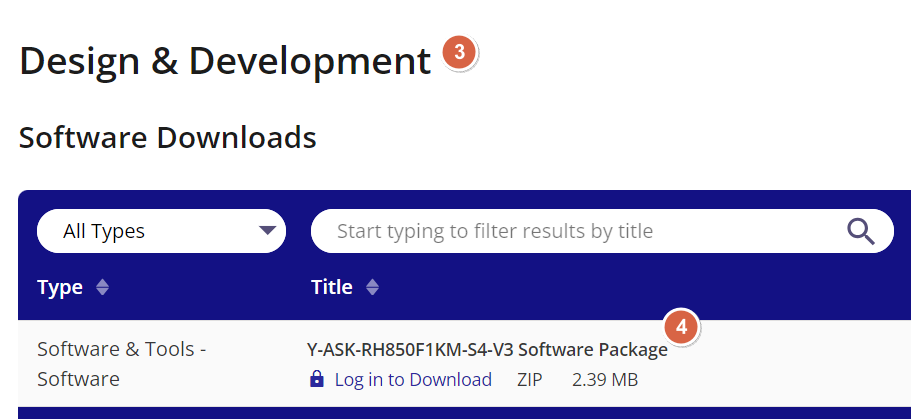 Design & Development 3
Software Downloads
All Types
Start typing to filter results by title
Type
Title
4
Software & Tools -
Software
Y-ASK-RH850F1KM-S4-V3 Software Package
Log in to Download ZIP 2.39 MB